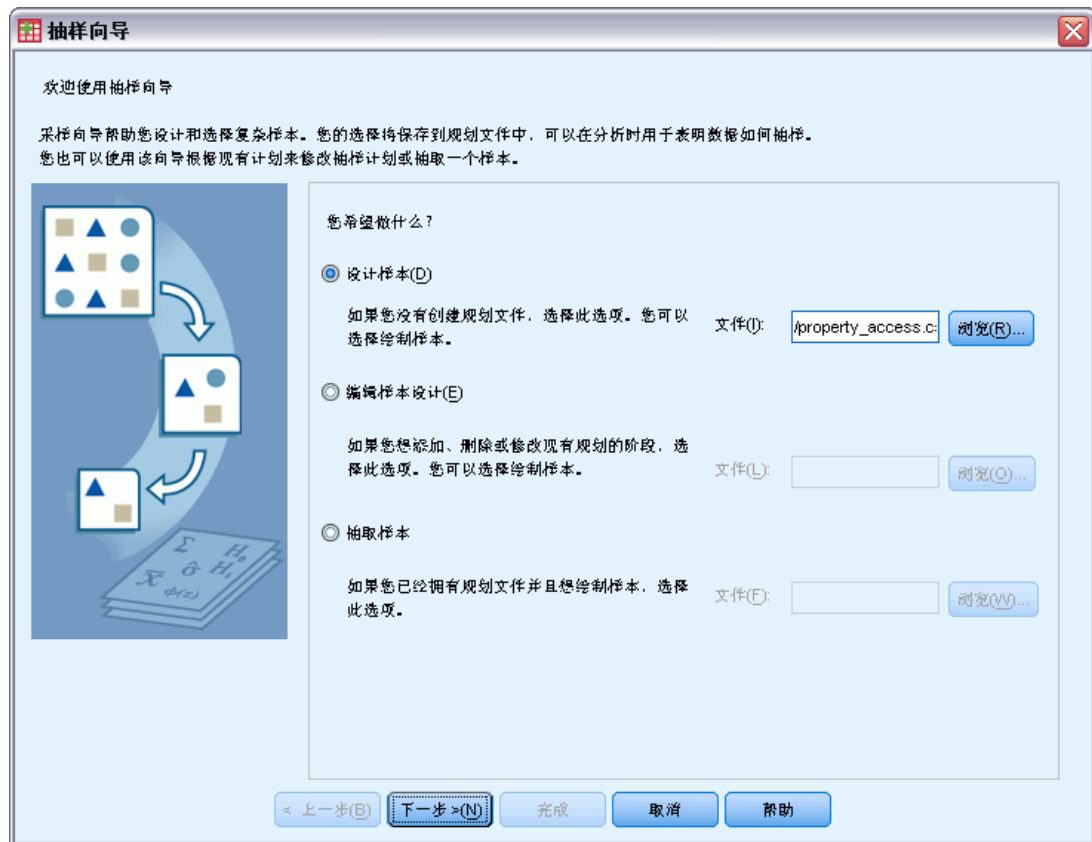 抽样向导
欢迎使用抽样向导
采样向导帮助您设计和选择复杂样本。您的选择将保存到规划文件中，可以在分析时用于表明数据如何抽样。
您也可以使用该向导根据现有计划来修改抽样计划或抽取一个样本。
您希望做什么？
设计样本(D)
如果您没有创建规划文件，选择此选项。您可以
选择绘制样本。
文件(I):
/property_access.c
浏览(R)...
编辑样本设计(E)
如果您想添加、删除或修改现有规划的阶段，选
择此选项。您可以选择绘制样本。
文件(L):
浏览(O)...
抽取样本
如果您已经拥有规划文件并且想绘制样本，选择
此选项。
文件(F):
浏览(W)...
Σ H₀
x̄ σ̂ H₁
φ(z)
< 上一步(B)
下一步 >(N)
完成
取消
帮助